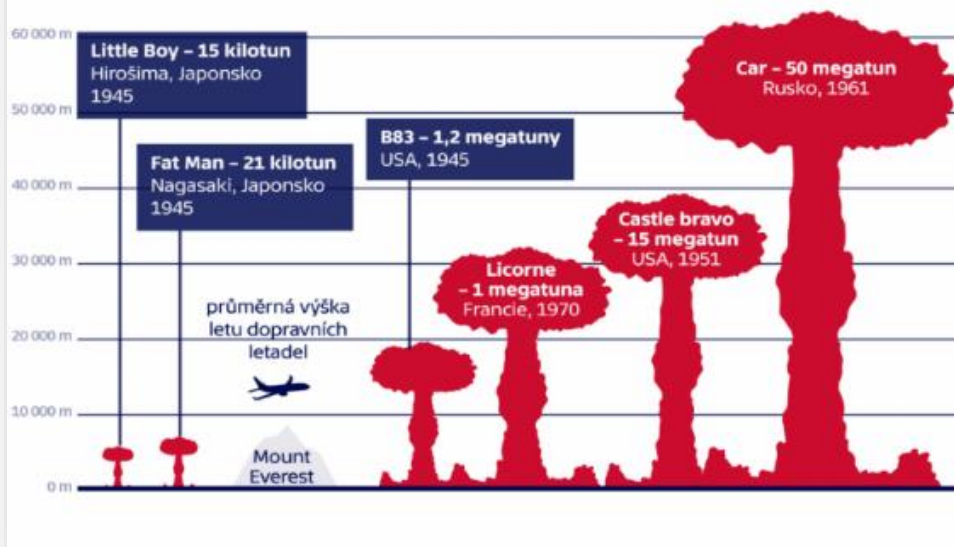 60 000 m
50 000 m
40 000 m
30 000 m
20 000 m
10 000 m
0 m
Little Boy – 15 kilotun
Hirošima, Japonsko
1945
Fat Man – 21 kilotun
Nagasaki, Japonsko
1945
průměrná výška
letu dopravních
letadel
Mount
Everest
B83 – 1,2 megatuny
USA, 1945
Licorne
– 1 megatuna
Francie, 1970
Castle bravo
– 15 megatun
USA, 1951
Car – 50 megatun
Rusko, 1961